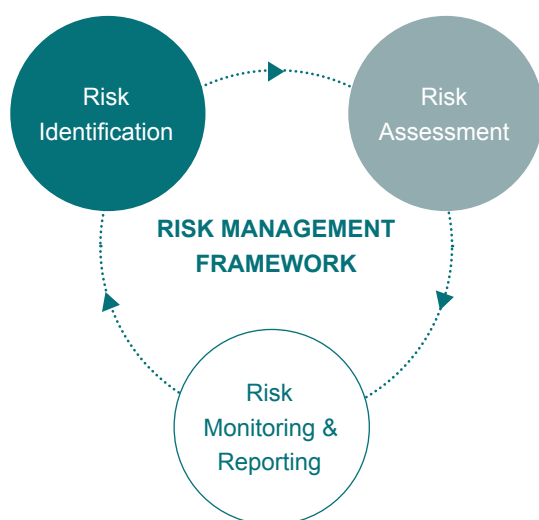 Risk
Identification
Risk
Assessment
RISK MANAGEMENT
FRAMEWORK
Risk
Monitoring &
Reporting